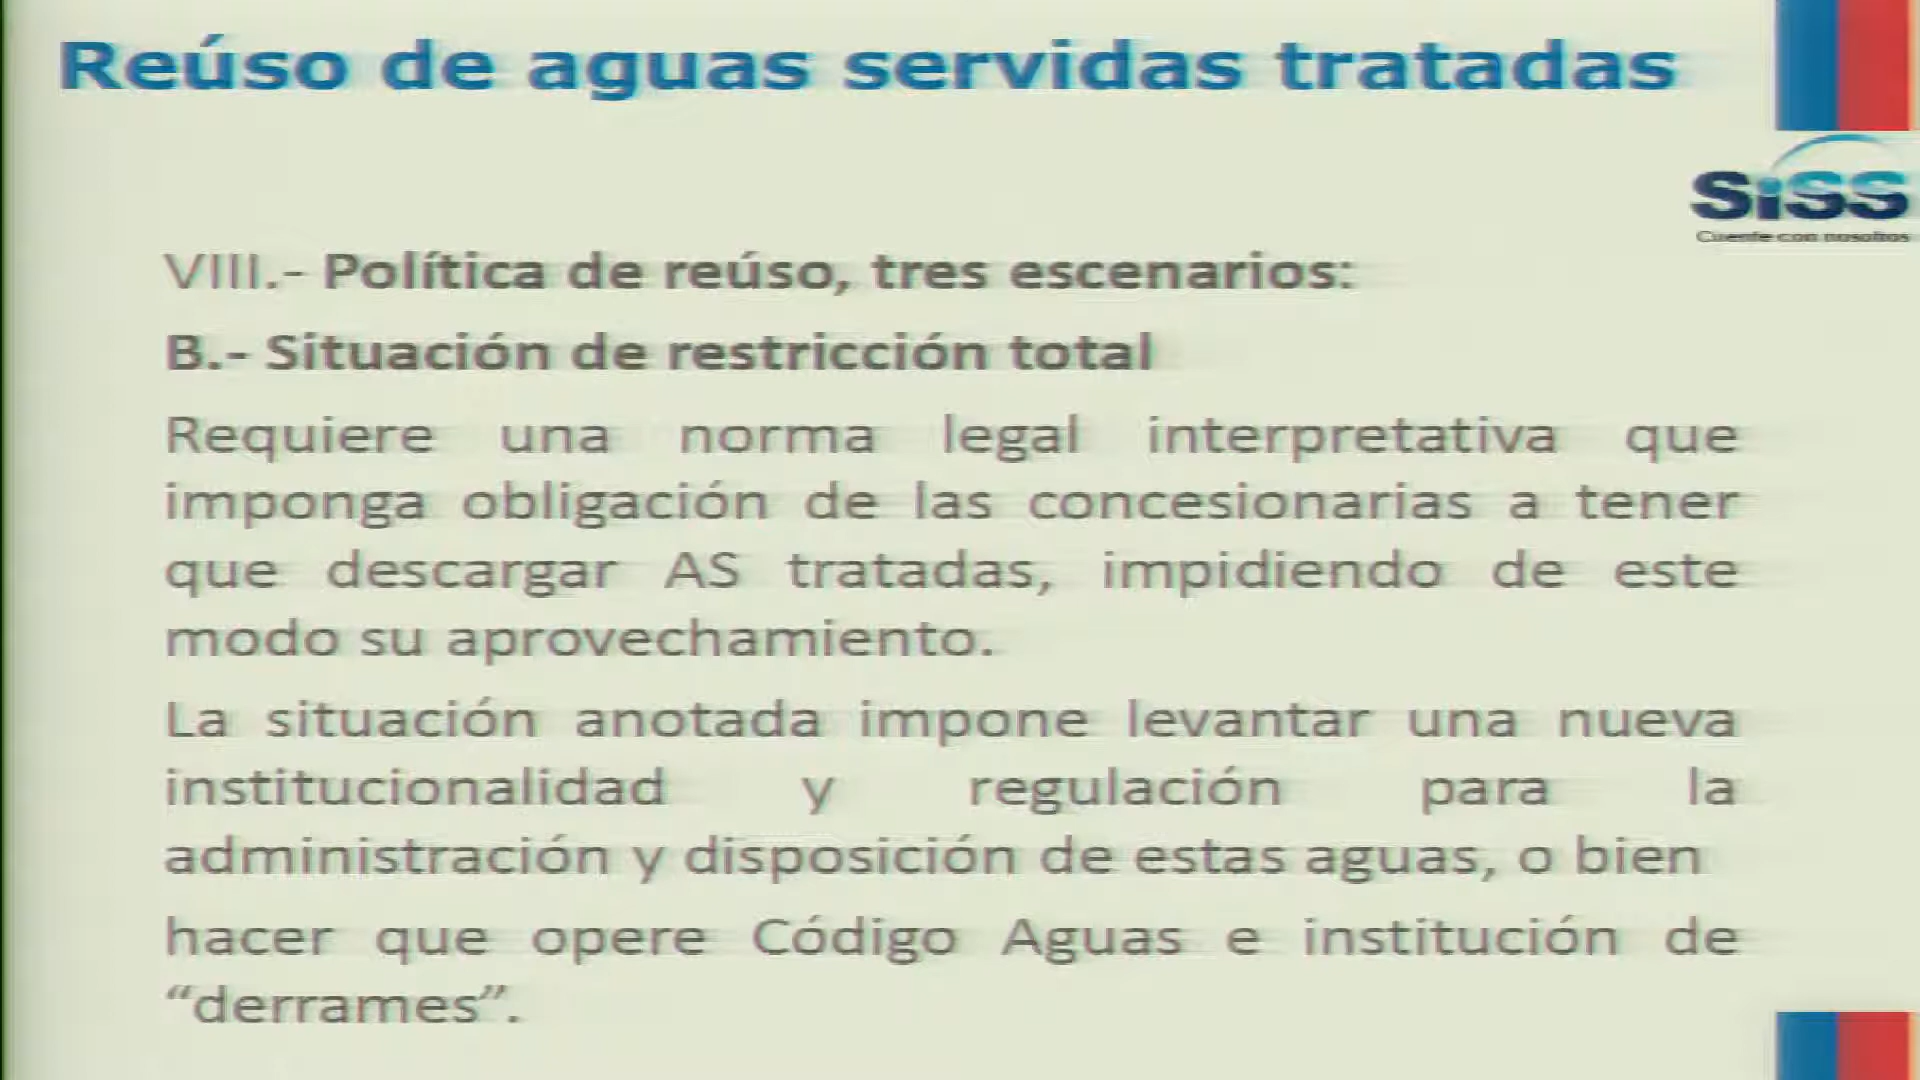 Reúso de aguas servidas tratadas
SiSS
Cuente con nosotros
VIII.- Política de reúso, tres escenarios:
B.- Situación de restricción total
Requiere una norma legal interpretativa que
imponga obligación de las concesionarias a tener
que descargar AS tratadas, impidiendo de este
modo su aprovechamiento.
La situación anotada impone levantar una nueva
institucionalidad y regulación para la
administración y disposición de estas aguas, o bien
hacer que opere Código Aguas e institución de
“derrames”.